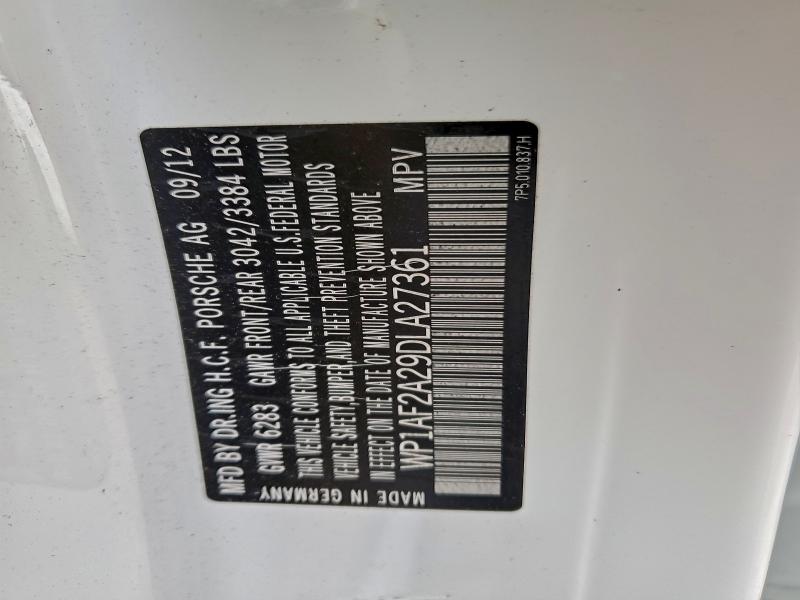 MFD BY DR.ING H.C.F. PORSCHE AG 09/12
GWR 6283 GAWR FRONT/REAR 3042/3384 LBS
THIS VEHICLE CONFORMS TO ALL APPLICABLE U.S.FEDERAL MOTOR
VEHICLE SAFETY,BUMPER,AND THEFT PREVENTION STANDARDS
IN EFFECT ON THE DATE OF MANUFACTURE SHOWN ABOVE
WP1AF2A29DLA27361 MPV
MADE IN GERMANY
7P5.010.837.H